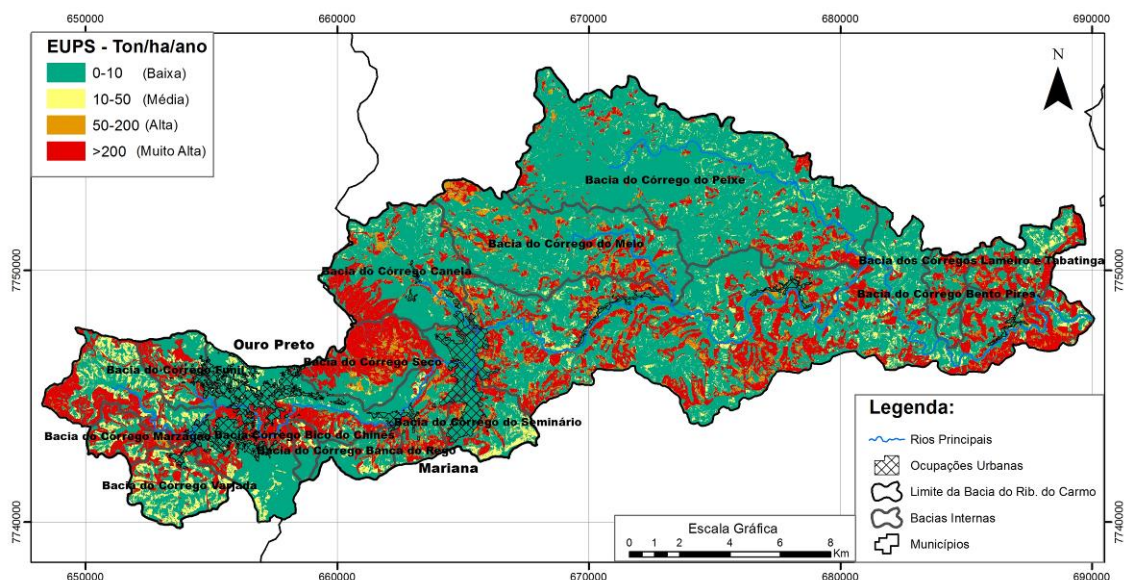 650000 660000 670000 680000 690000
EUPS - Ton/ha/ano
0-10 (Baixa)
10-50 (Média)
50-200 (Alta)
>200 (Muito Alta)
N
Bacia do Córrego do Peixe
Bacia do Córrego do Melo
Bacia do Córrego Canela
Bacia dos Córregos Lameiro e Tabatinga
7750000 7750000
Bacia do Córrego Bento Pires
Ouro Preto
Bacia do Córrego Seco
Bacia do Córrego Funil
Bacia do Córrego do Seminário
Bacia do Córrego Marzagão
Bacia do Córrego Bico do Chinês
Bacia do Córrego Banca do Rego
Mariana
Bacia do Córrego Varjada
Legenda:
Rios Principais
Ocupações Urbanas
Limite da Bacia do Rib. do Carmo
Bacias Internas
Municípios
Escala Gráfica
0 1 2 4 6 8
Km
7740000 7740000
650000 660000 670000 680000 690000